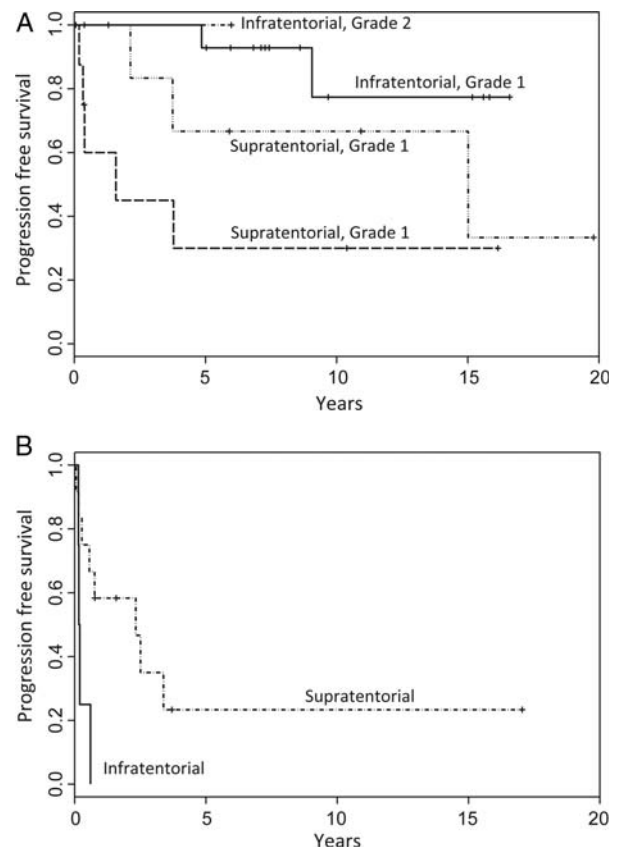 A
Progression free survival
1.0
0.8
0.6
0.4
0.2
0.0
Infratentorial, Grade 2
Infratentorial, Grade 1
Supratentorial, Grade 1
Supratentorial, Grade 1
0 5 10 15 20
Years
B
Progression free survival
1.0
0.8
0.6
0.4
0.2
0.0
Supratentorial
Infratentorial
0 5 10 15 20
Years